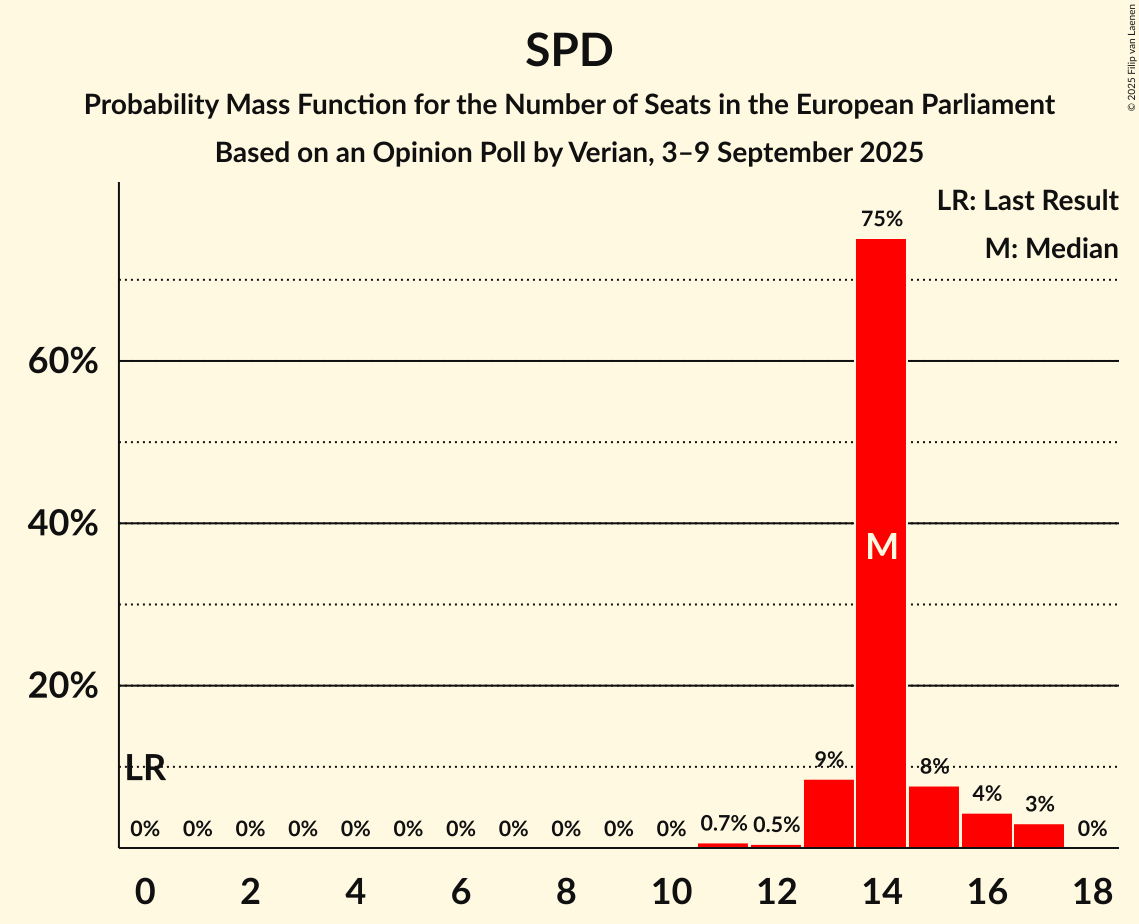 © 2025 Filip van Laenen
SPD
Probability Mass Function for the Number of Seats in the European Parliament
Based on an Opinion Poll by Verian, 3–9 September 2025
LR: Last Result
M: Median
75%
60%
40%
M
20%
LR
0% 0% 0% 0% 0% 0% 0% 0% 0% 0% 0% 0.7% 0.5% 9% 8% 4% 3% 0%
0 2 4 6 8 10 12 14 16 18